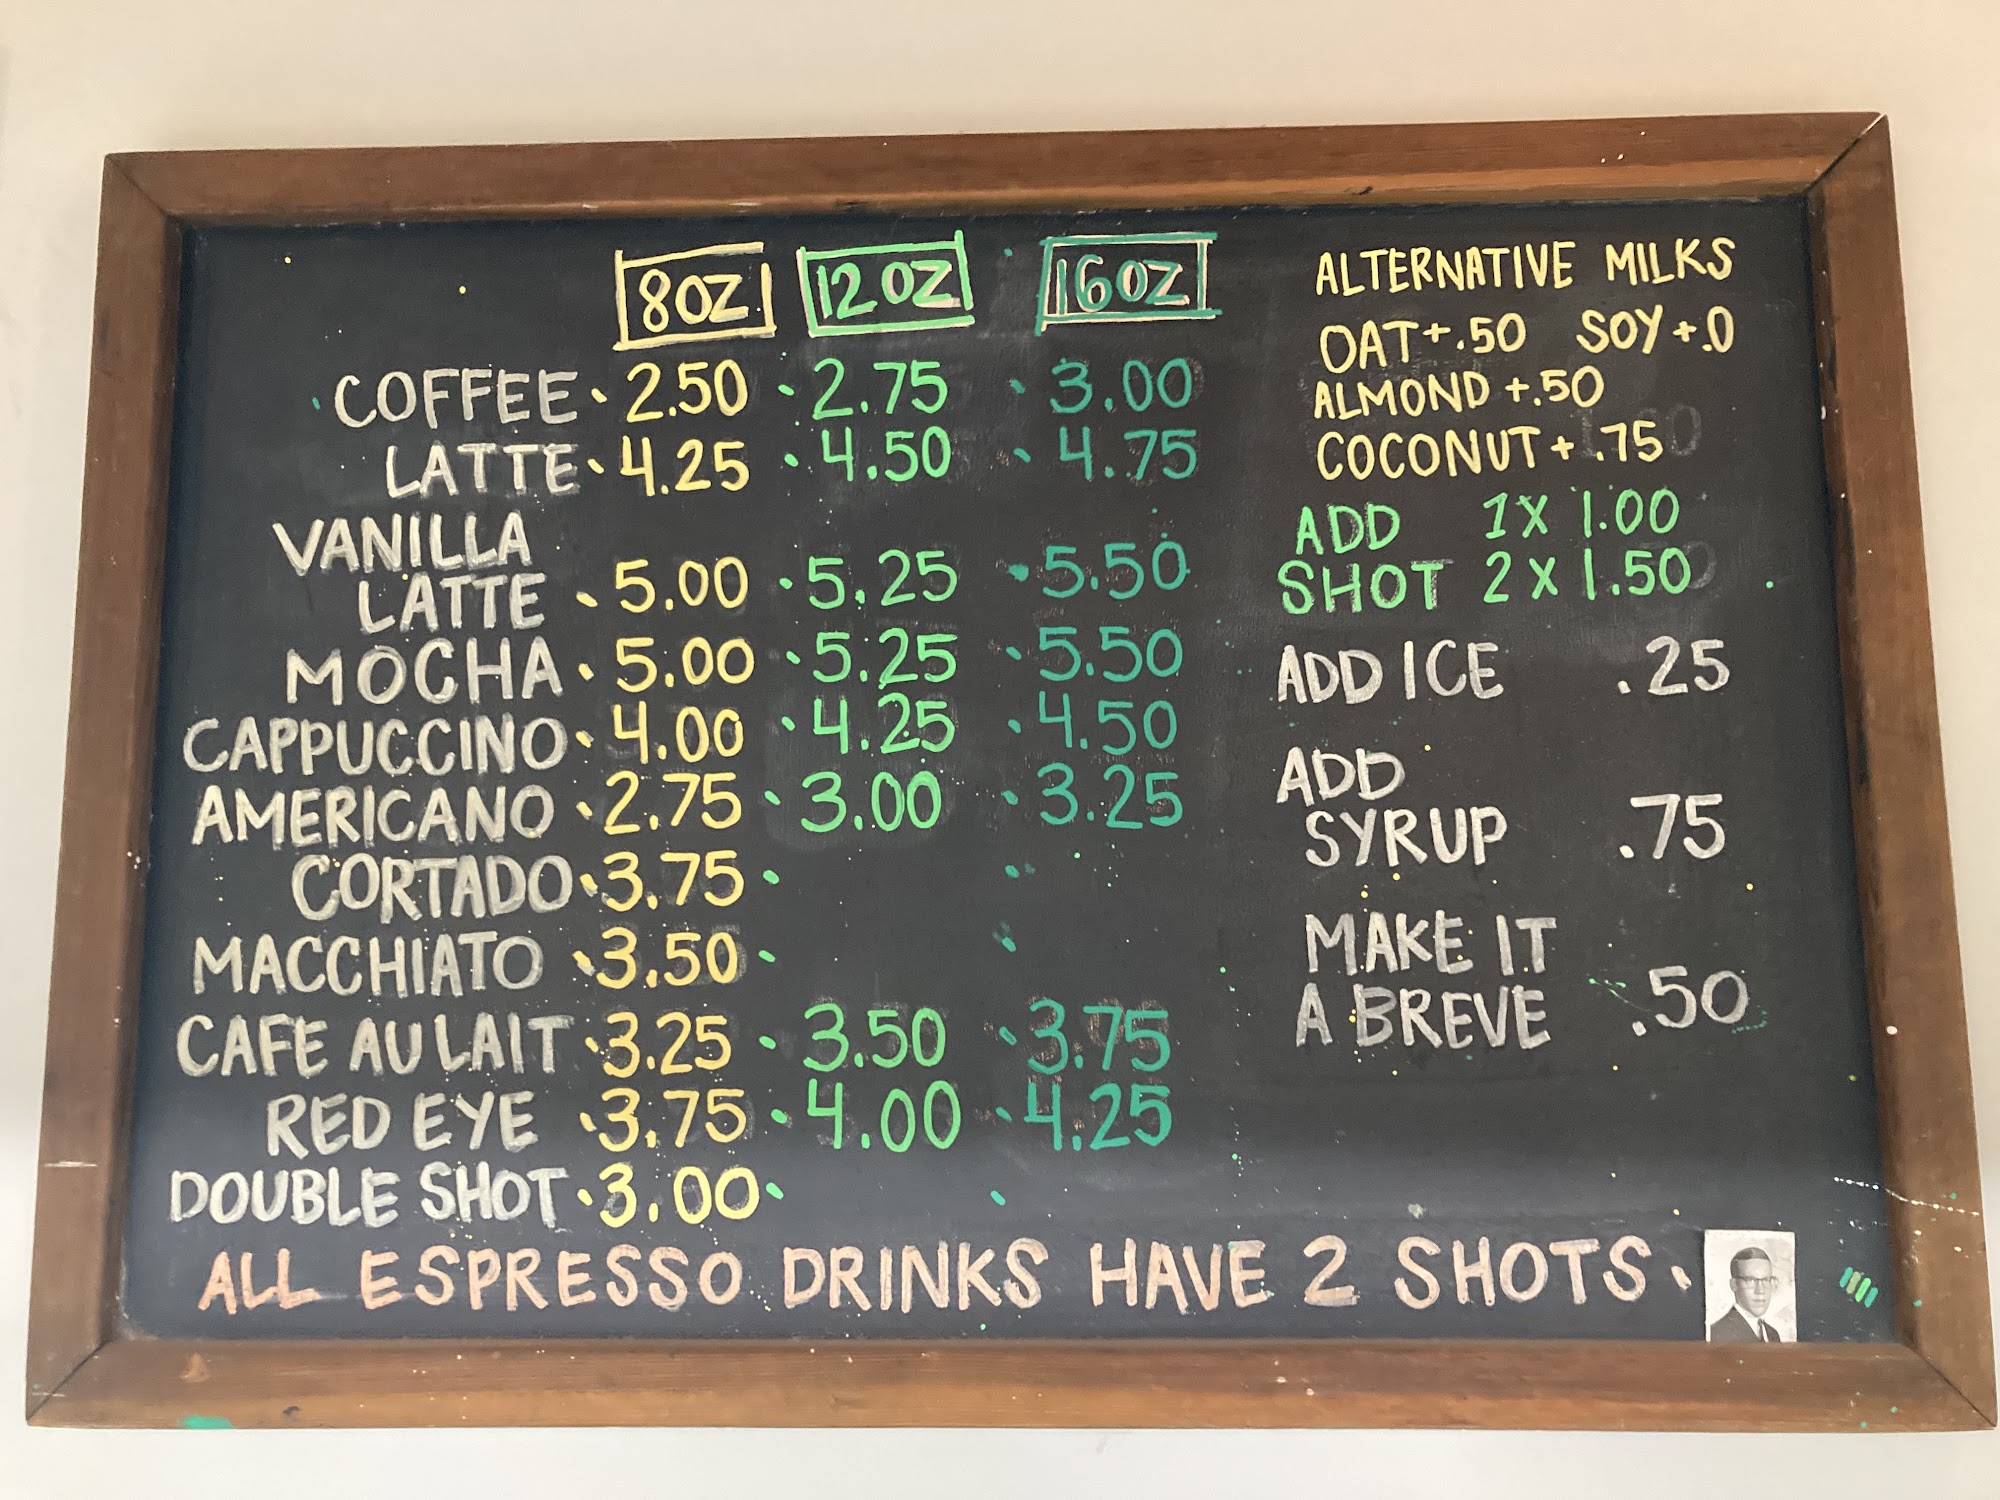 8OZ 12OZ 16OZ
COFFEE • 2.50 • 2.75 • 3.00
LATTE • 4.25 • 4.50 • 4.75
VANILLA
LATTE • 5.00 • 5.25 • 5.50
MOCHA • 5.00 • 5.25 • 5.50
CAPPUCCINO • 4.00 • 4.25 • 4.50
AMERICANO • 2.75 • 3.00 • 3.25
CORTADO • 3.75 •
MACCHIATO • 3.50 •
CAFE AU LAIT • 3.25 • 3.50 • 3.75
RED EYE • 3.75 • 4.00 • 4.25
DOUBLE SHOT • 3.00 •
ALTERNATIVE MILKS
OAT + .50 SOY + .0
ALMOND + .50
COCONUT + .75
ADD 1X 1.00
SHOT 2X 1.50
ADD ICE .25
ADD
SYRUP .75
MAKE IT
A BREVE .50
ALL ESPRESSO DRINKS HAVE 2 SHOTS.